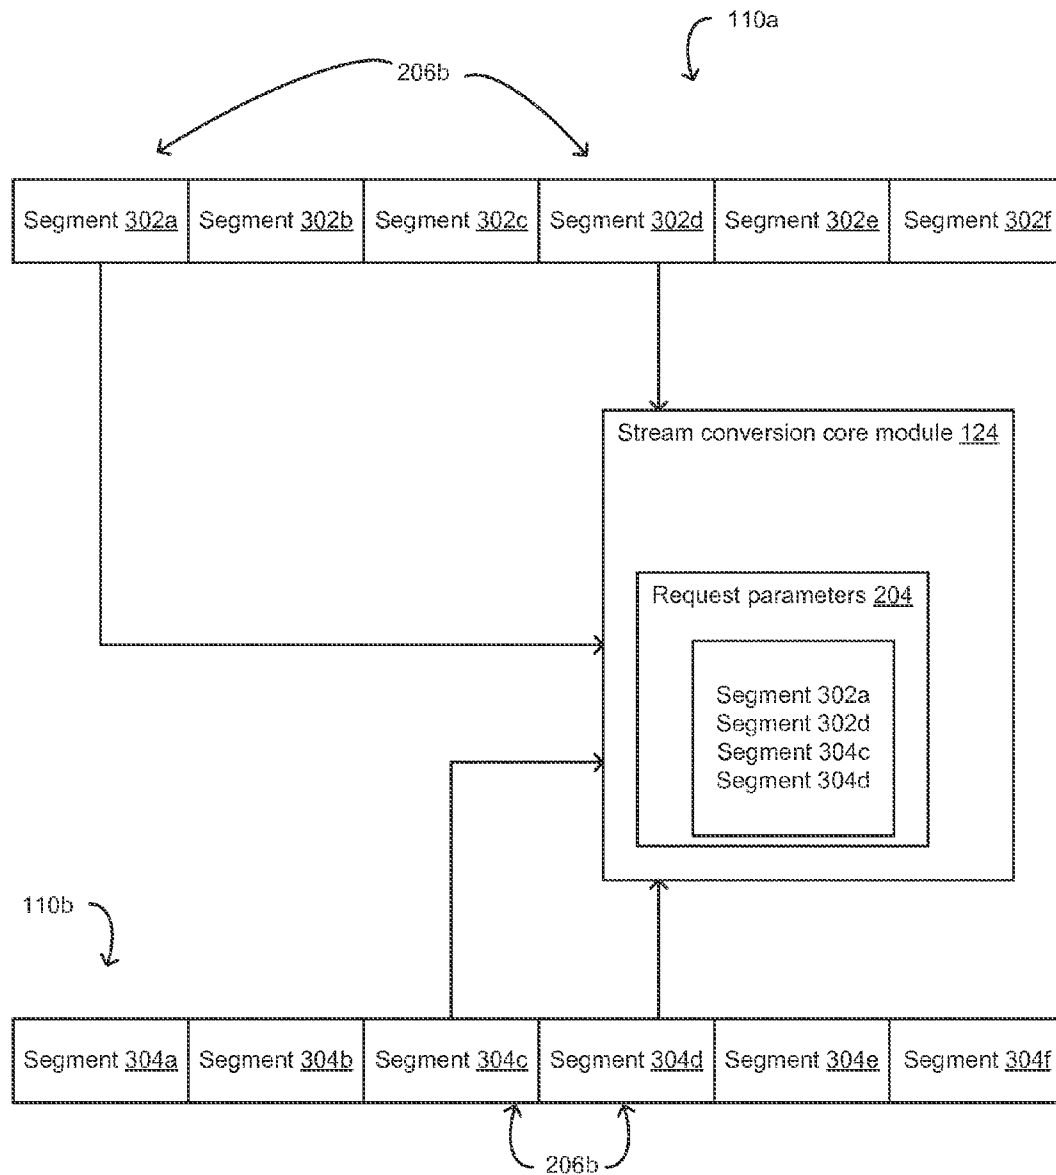 110a
206b
Segment 302a Segment 302b Segment 302c Segment 302d Segment 302e Segment 302f
Stream conversion core module 124
Request parameters 204
Segment 302a
Segment 302d
Segment 304c
Segment 304d
110b
Segment 304a Segment 304b Segment 304c Segment 304d Segment 304e Segment 304f
206b